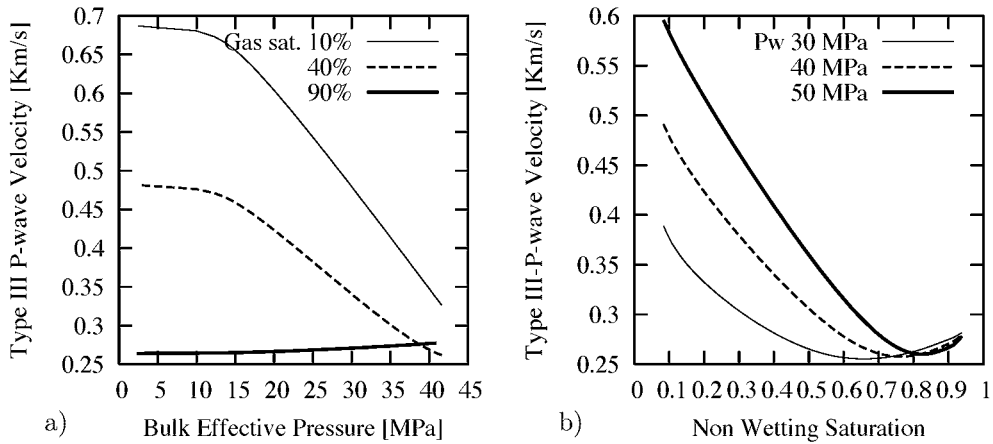 0.7
0.65
0.6
0.55
0.5
0.45
0.4
0.35
0.3
0.25
Type III P-wave Velocity [Km/s]
Gas sat. 10%
40%
90%
0 5 10 15 20 25 30 35 40 45
Bulk Effective Pressure [MPa]
a)
0.6
0.55
0.5
0.45
0.4
0.35
0.3
0.25
Type III-P-wave Velocity [Km/s]
Pw 30 MPa
40 MPa
50 MPa
0 0.1 0.2 0.3 0.4 0.5 0.6 0.7 0.8 0.9 1
Non Wetting Saturation
b)